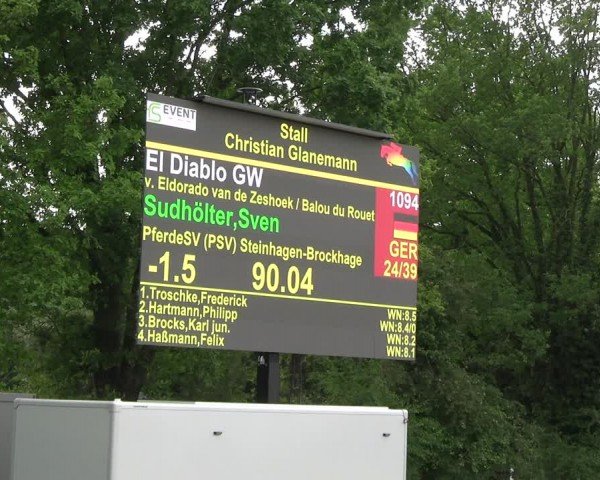 EVENT
Stall
Christian Glanemann
El Diablo GW
1094
v. Eldorado van de Zeshoek / Balou du Rouet
Sudhölter,Sven
PferdeSV (PSV) Steinhagen-Brockhage
GER
24/39
-1.5 90.04
1.Troschke,Frederick WN:8.5
2.Hartmann,Philipp WN:8.4/0
3.Brocks,Karl jun. WN:8.2
4.Haßmann,Felix WN:8.1